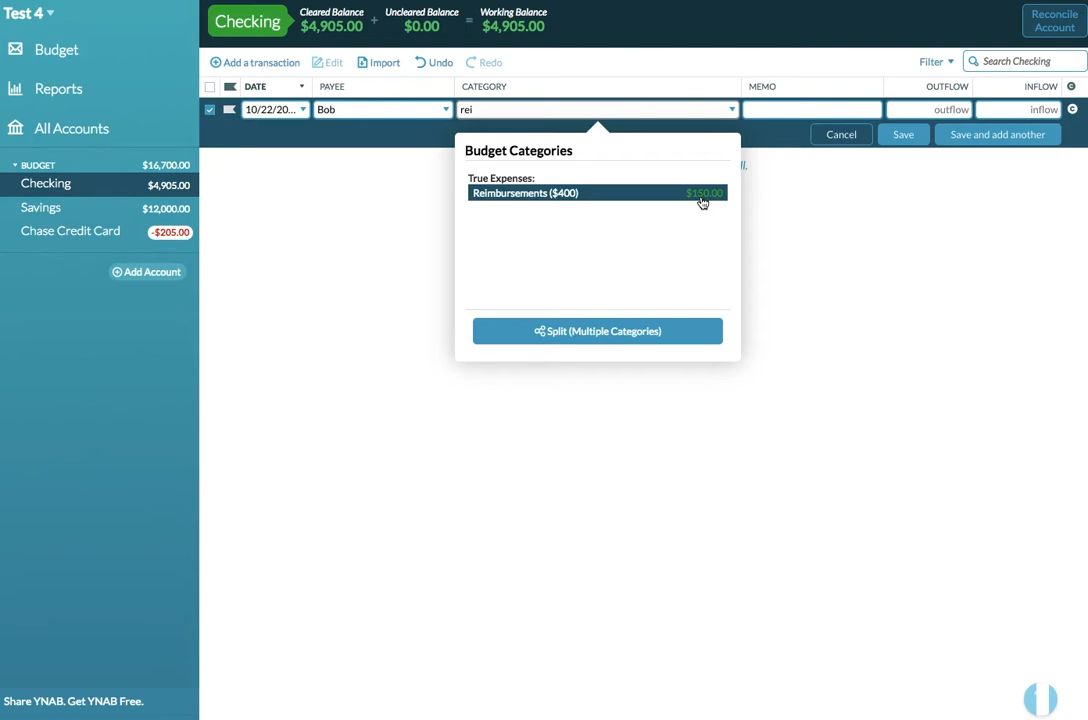 Test 4
Budget
Reports
All Accounts
BUDGET $16,700.00
Checking $4,905.00
Savings $12,000.00
Chase Credit Card -$205.00
Add Account
Share YNAB. Get YNAB Free.
Checking
Cleared Balance Uncleared Balance Working Balance
$4,905.00 + $0.00 = $4,905.00
Reconcile
Account
Add a transaction Edit Import Undo Redo
Filter Search Checking
DATE PAYEE CATEGORY MEMO OUTFLOW INFLOW C
10/22/20... Bob rei outflow inflow C
Cancel Save Save and add another
Budget Categories
True Expenses:
Reimbursements ($400) $150.00
Split (Multiple Categories)